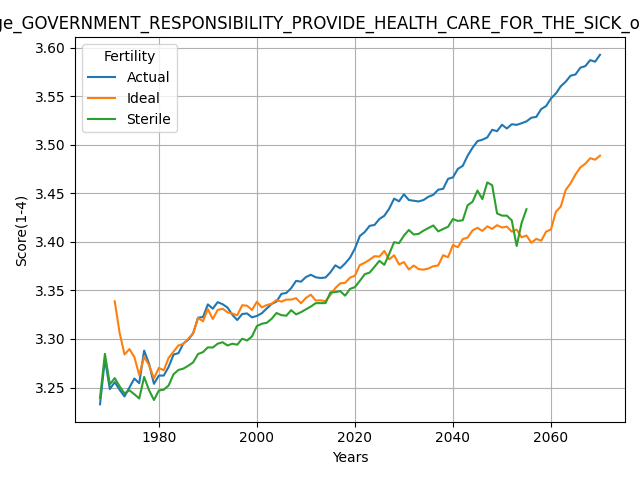 ge_GOVERNMENT_RESPONSIBILITY_PROVIDE_HEALTH_CARE_FOR_THE_SICK_o
Fertility
Actual
Ideal
Sterile
Score(1-4)
3.60
3.55
3.50
3.45
3.40
3.35
3.30
3.25
1980
2000
2020
2040
2060
Years